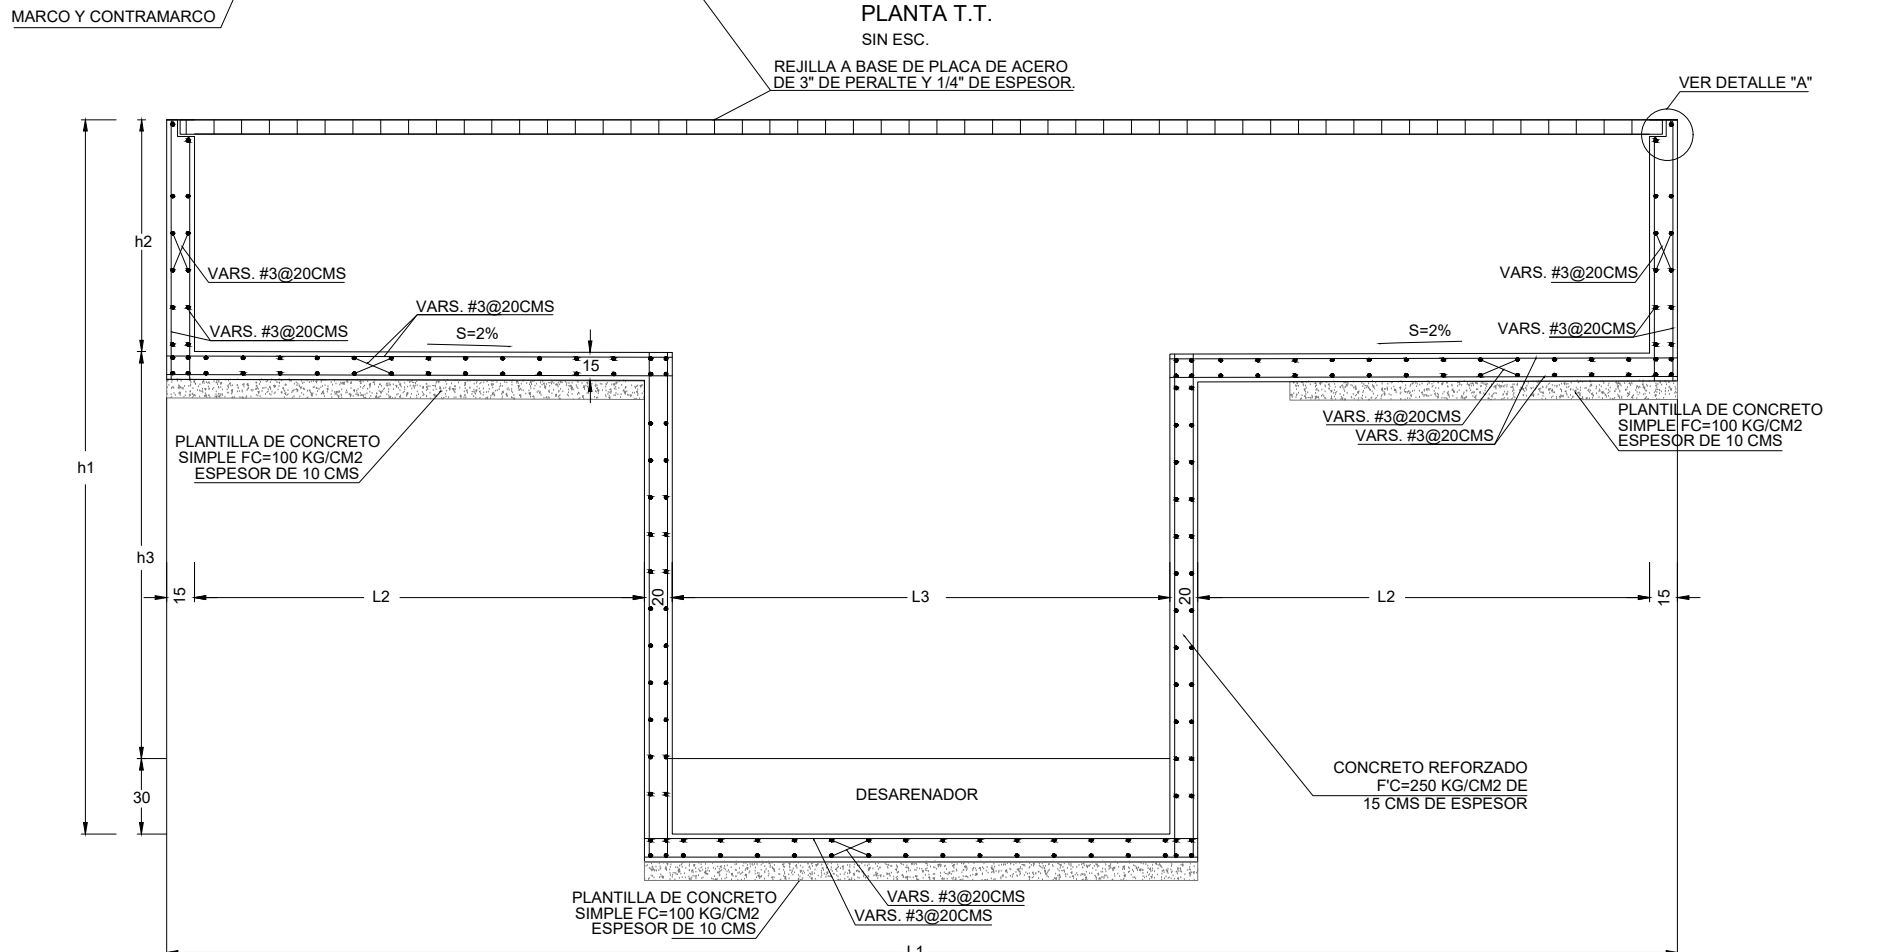 MARCO Y CONTRAMARCO
PLANTA T.T.
SIN ESC.
REJILLA A BASE DE PLACA DE ACERO
DE 3" DE PERALTE Y 1/4" DE ESPESOR.
VER DETALLE "A"
h2
VARS. #3@20CMS
VARS. #3@20CMS
VARS. #3@20CMS
S=2%
15
S=2%
VARS. #3@20CMS
VARS. #3@20CMS
VARS. #3@20CMS
VARS. #3@20CMS
PLANTILLA DE CONCRETO
SIMPLE FC=100 KG/CM2
ESPESOR DE 10 CMS
PLANTILLA DE CONCRETO
SIMPLE FC=100 KG/CM2
ESPESOR DE 10 CMS
h1
h3
15
L2
20
L3
20
L2
15
30
DESARENADOR
CONCRETO REFORZADO
F'C=250 KG/CM2 DE
15 CMS DE ESPESOR
PLANTILLA DE CONCRETO
SIMPLE FC=100 KG/CM2
ESPESOR DE 10 CMS
VARS. #3@20CMS
VARS. #3@20CMS
L1